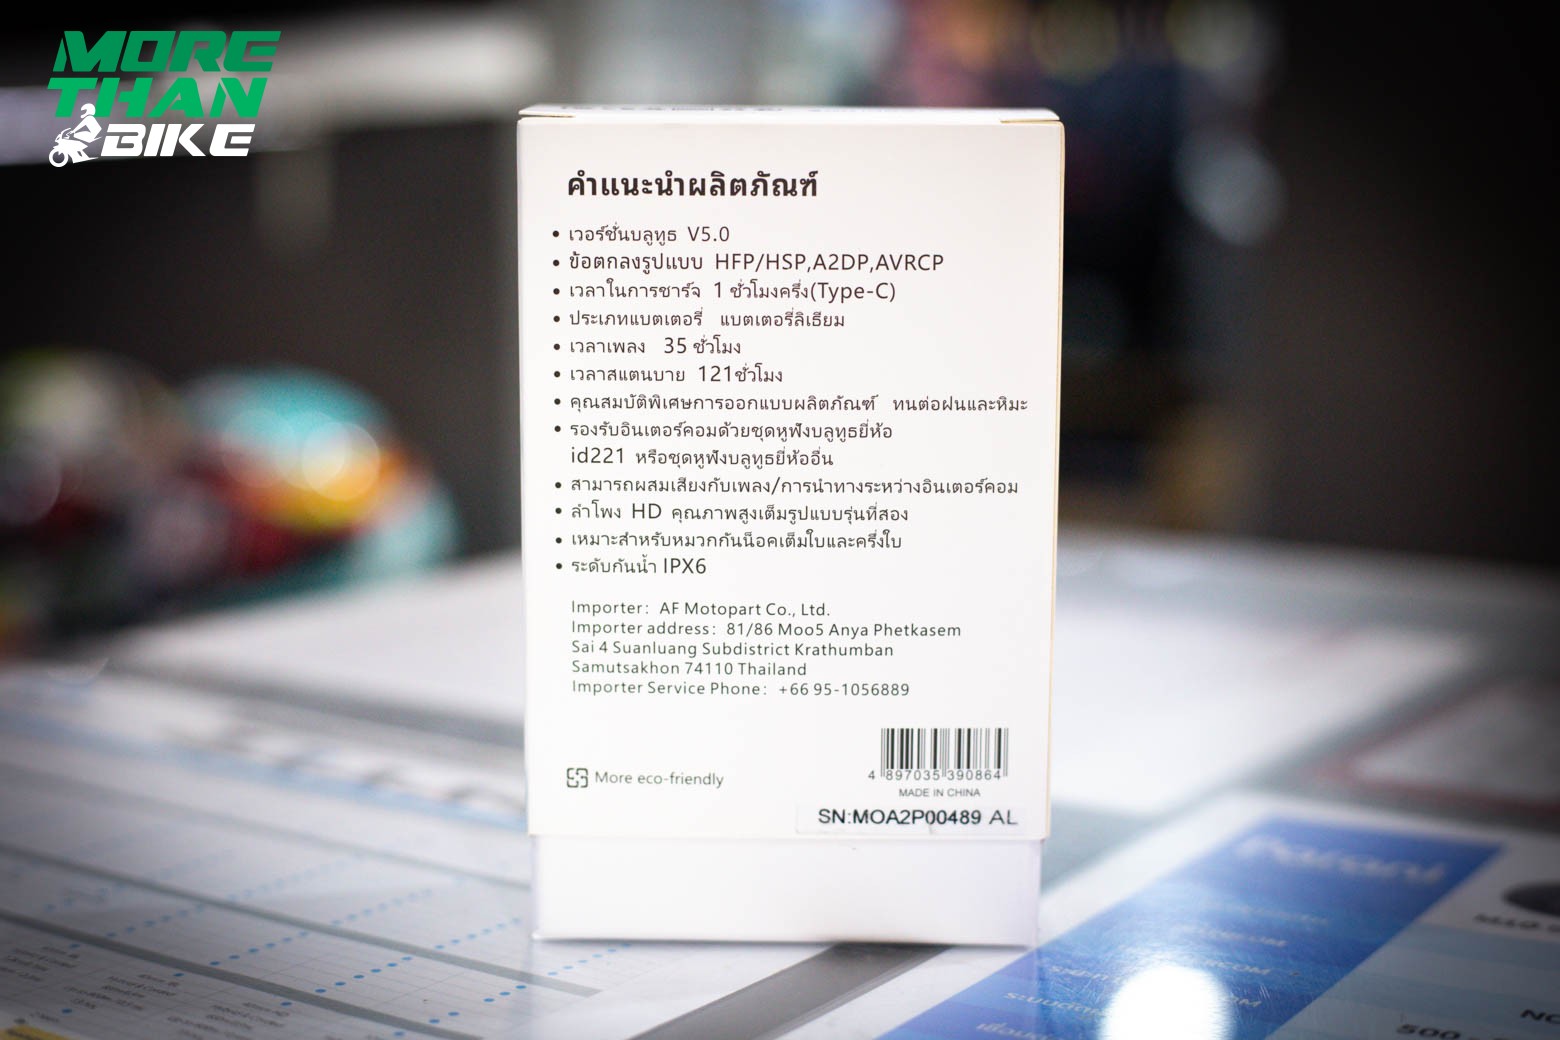 MORE
THAN
BIKE
คำแนะนำผลิตภัณฑ์
• เวอร์ชั่นบลูทูธ V5.0
• ข้อตกลงรูปแบบ HFP/HSP,A2DP,AVRCP
• เวลาในการชาร์จ 1 ชั่วโมงครึ่ง(Type-C)
• ประเภทแบตเตอรี่ แบตเตอรี่ลิเธียม
• เวลาเพลง 35 ชั่วโมง
• เวลาสแตนบาย 121ชั่วโมง
• คุณสมบัติพิเศษการออกแบบผลิตภัณฑ์ ทนต่อฝนและหิมะ
• รองรับอินเตอร์คอมด้วยชุดหูฟังบลูทูธยี่ห้อ
id221 หรือชุดหูฟังบลูทูธยี่ห้ออื่น
• สามารถผสมเสียงกับเพลง/การนำทางระหว่างอินเตอร์คอม
• ลำโพง HD คุณภาพสูงเต็มรูปแบบรุ่นที่สอง
• เหมาะสำหรับหมวกกันน็อคเต็มใบและครึ่งใบ
• ระดับกันน้ำ IPX6
Importer: AF Motopart Co., Ltd.
Importer address: 81/86 Moo5 Anya Phetkasem
Sai 4 Suanluang Subdistrict Krathumban
Samutsakhon 74110 Thailand
Importer Service Phone: +66 95-1056889
More eco-friendly
4 897035 390864
MADE IN CHINA
SN:MOA2P00489 AL
Parani